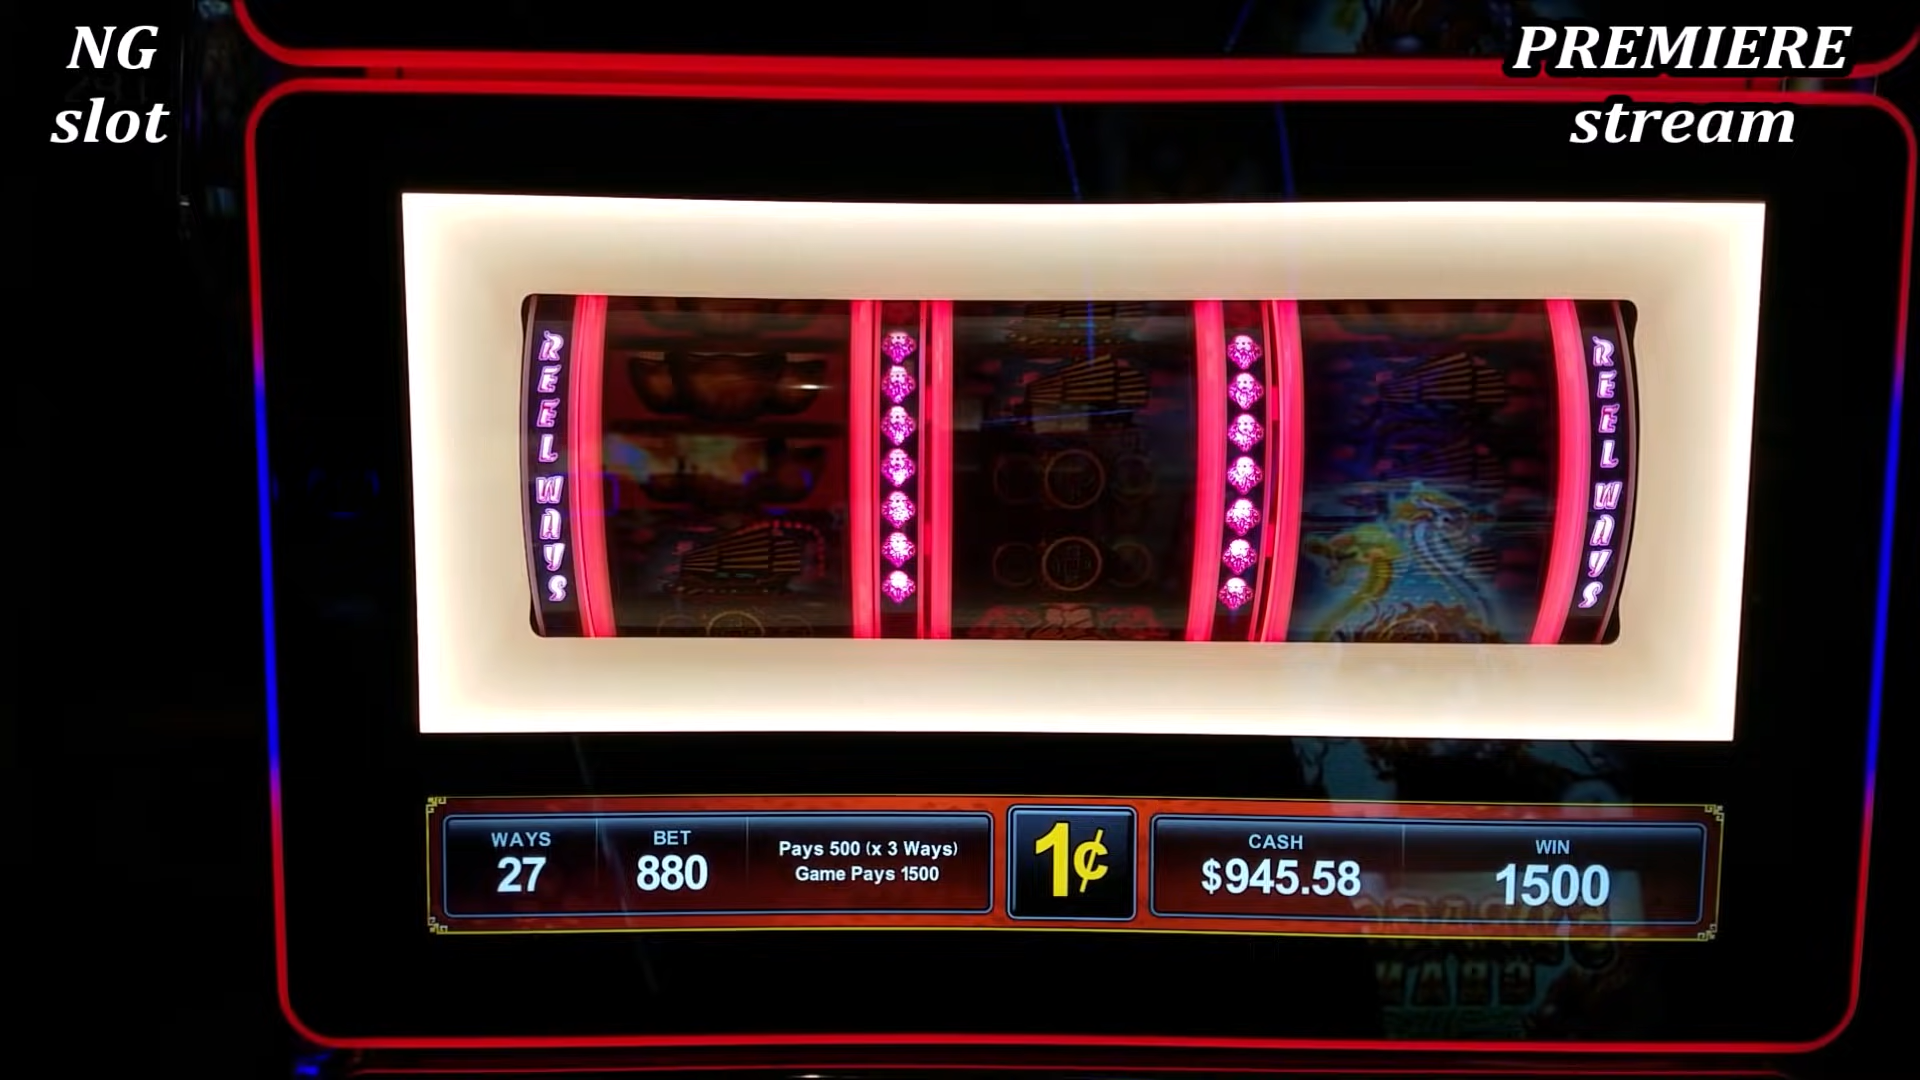 NG
slot
PREMIERE
stream
REEL WAYS
REEL WAYS
WAYS
27
BET
880
Pays 500 (x 3 Ways)
Game Pays 1500
1¢
CASH
$945.58
WIN
1500